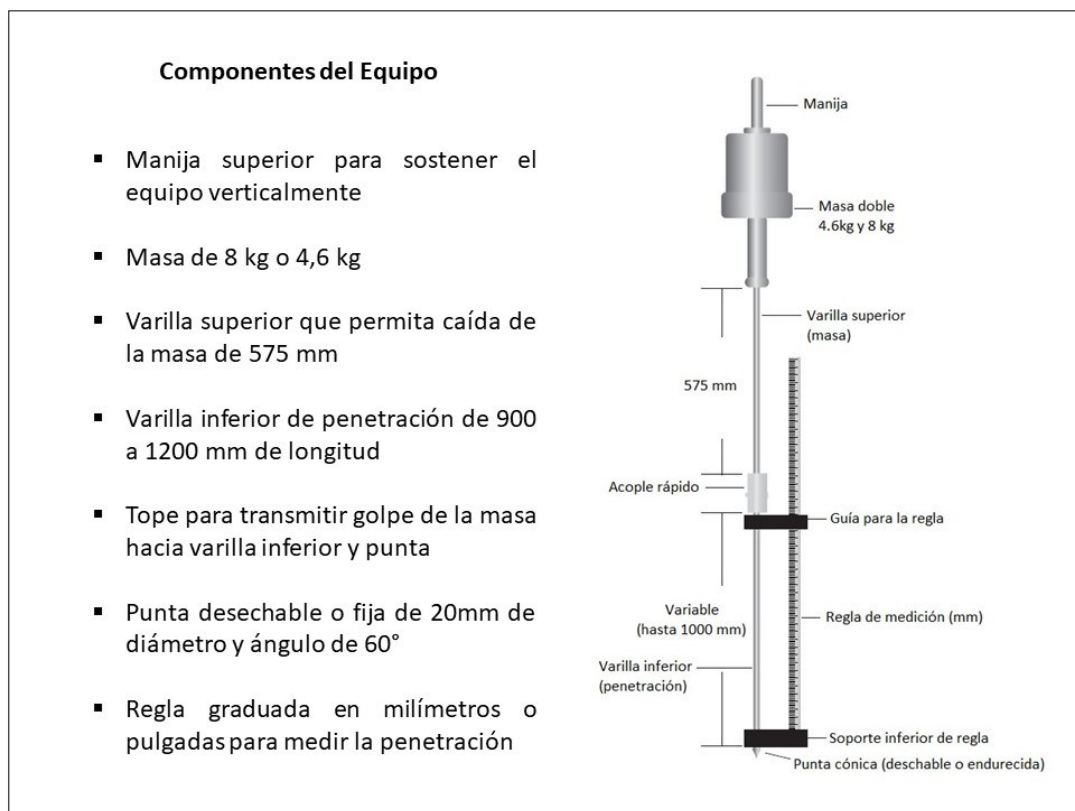 Componentes del Equipo
▪ Manija superior para sostener el
equipo verticalmente
▪ Masa de 8 kg o 4,6 kg
▪ Varilla superior que permita caída de
la masa de 575 mm
▪ Varilla inferior de penetración de 900
a 1200 mm de longitud
▪ Tope para transmitir golpe de la masa
hacia varilla inferior y punta
▪ Punta desechable o fija de 20mm de
diámetro y ángulo de 60°
▪ Regla graduada en milímetros o
pulgadas para medir la penetración
Manija
Masa doble
4.6kg y 8 kg
Varilla superior
(masa)
575 mm
Acople rápido
Guía para la regla
Variable
(hasta 1000 mm)
Regla de medición (mm)
Varilla inferior
(penetración)
Soporte inferior de regla
Punta cónica (deschable o endurecida)